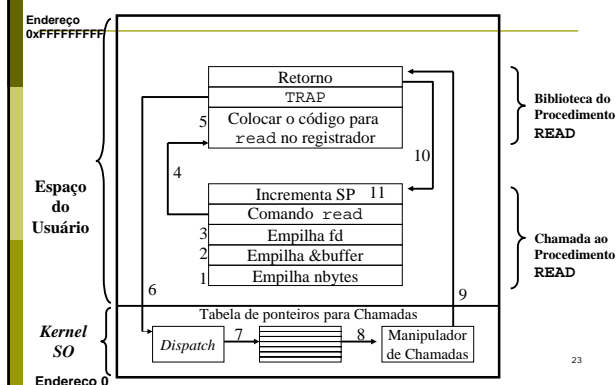 Endereço
0xFFFFFFFFF
Retorno
TRAP
5
Colocar o código para
read no registrador
Biblioteca do
Procedimento
READ
4
10
Espaço
do
Usuário
Incrementa SP 11
Comando read
3 Empilha fd
2 Empilha &buffer
1 Empilha nbytes
Chamada ao
Procedimento
READ
6
9
Tabela de ponteiros para Chamadas
Kernel
SO
Dispatch
7
8
Manipulador
de Chamadas
23
Endereço 0